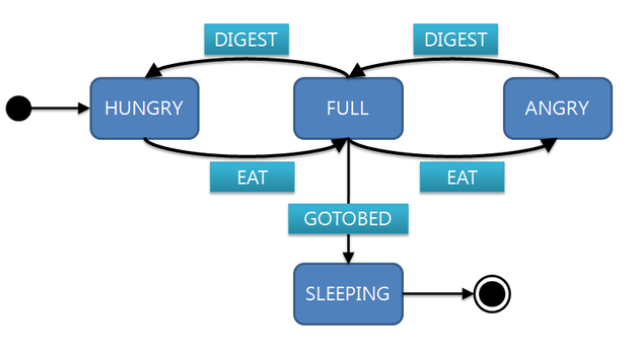 DIGEST
DIGEST
HUNGRY
FULL
ANGRY
EAT
EAT
GOTOBED
SLEEPING